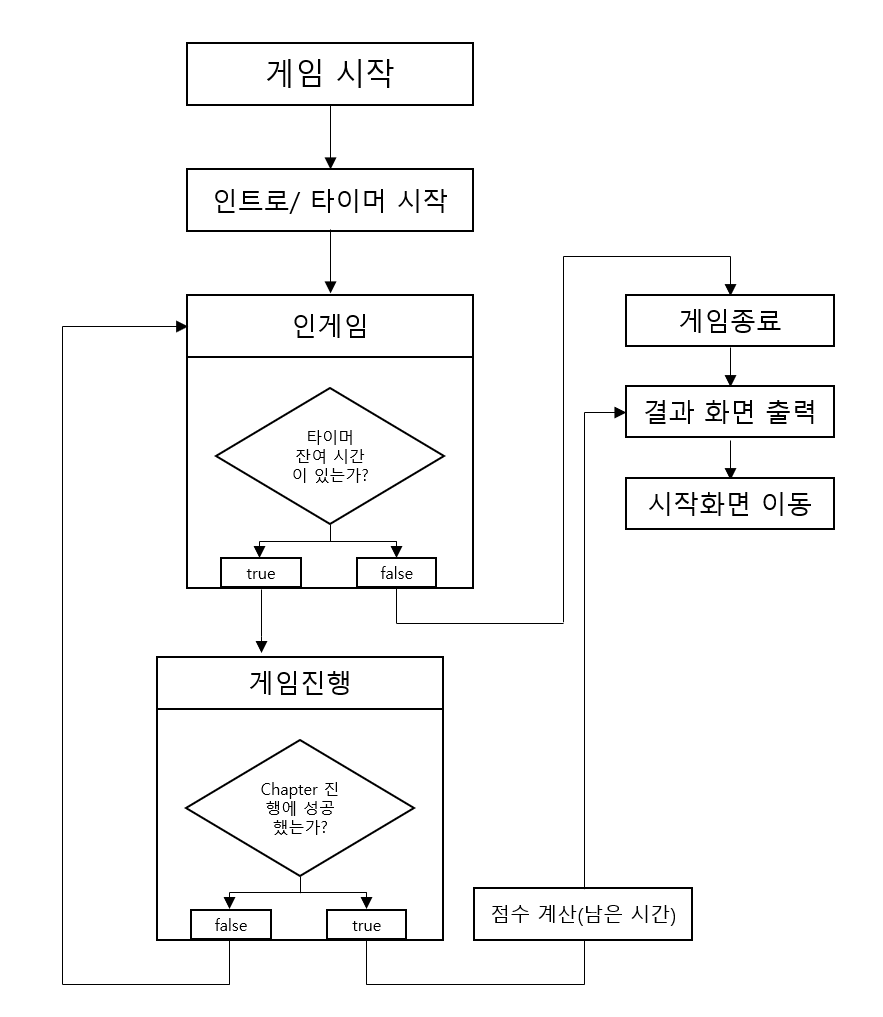 게임 시작
인트로/ 타이머 시작
인게임
타이머
잔여 시간
이 있는가?
true
false
게임진행
Chapter 진
행에 성공
했는가?
false
true
게임종료
결과 화면 출력
시작화면 이동
점수 계산(남은 시간)